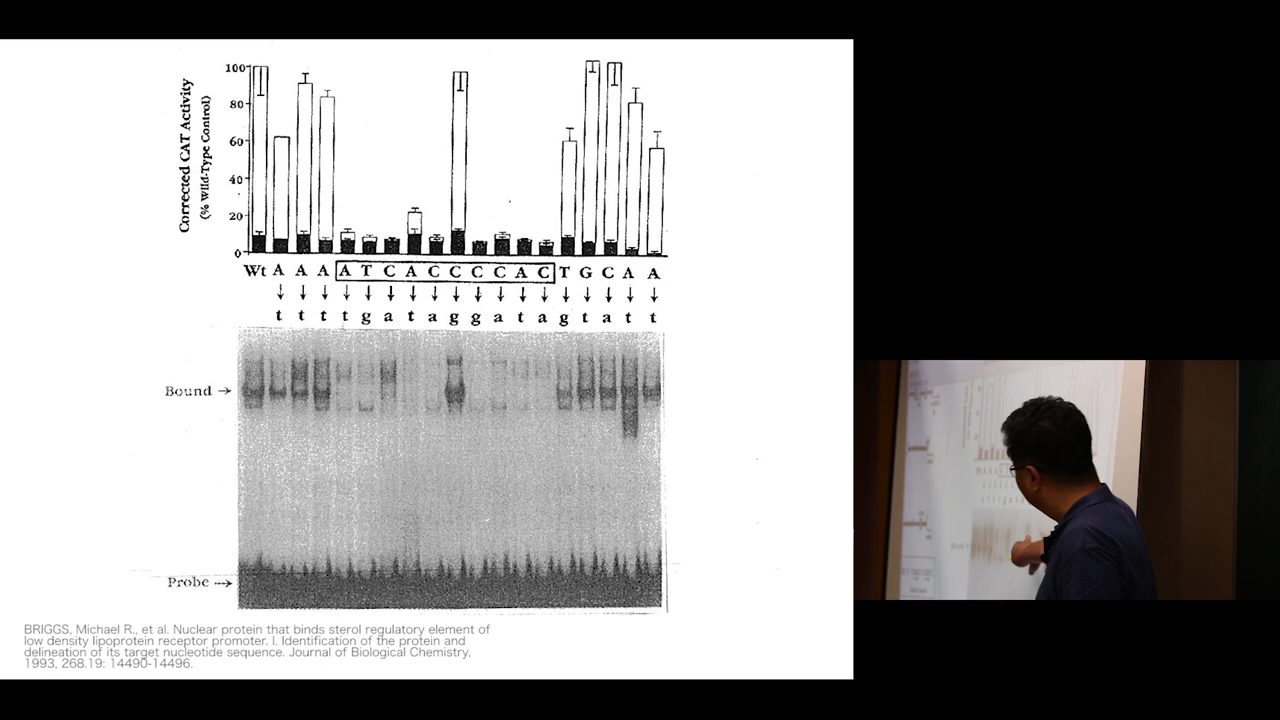 Corrected CAT Activity
(% Wild-Type Control)
100
80
60
40
20
0
Wt A A A A T C A C C C C A C T G C A A
t t t t g a t a g g a t a g t a t t
Bound →
Probe →
BRIGGS, Michael R., et al. Nuclear protein that binds sterol regulatory element of
low density lipoprotein receptor promoter. I. Identification of the protein and
delineation of its target nucleotide sequence. Journal of Biological Chemistry,
1993, 268.19: 14490-14496.